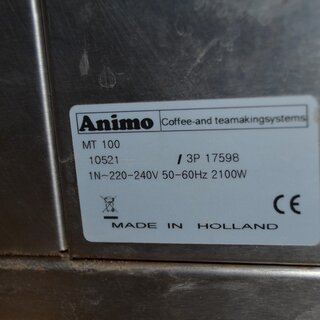 Animo Coffee-and teamakingsystems
MT 100
10521 / 3P 17598
1N~220-240V 50-60Hz 2100W
CE
MADE IN HOLLAND